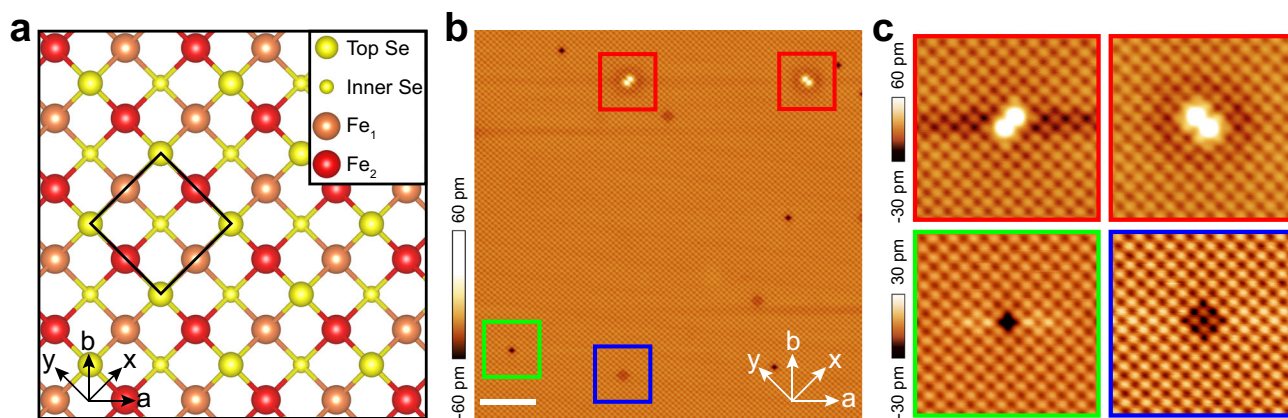 a
Top Se
Inner Se
Fe₁
Fe₂
y
b
x
a
b
60 pm
-60 pm
y
b
x
a
c
60 pm
-30 pm
30 pm
-30 pm